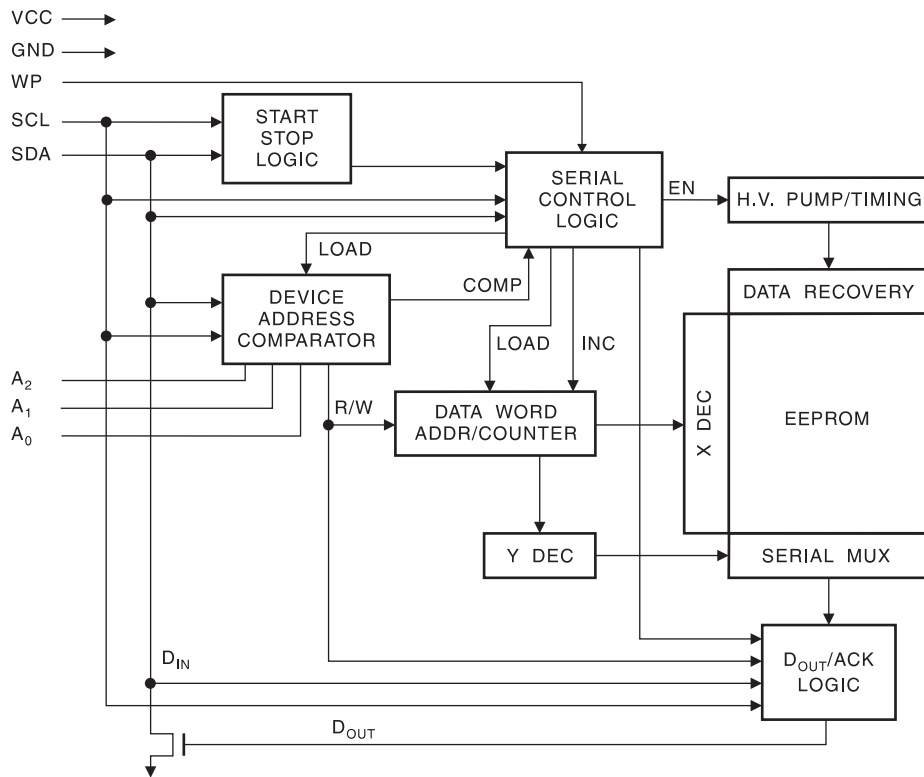 VCC
GND
WP
SCL
SDA
START
STOP
LOGIC
SERIAL
CONTROL
LOGIC
EN
H.V. PUMP/TIMING
LOAD
COMP
DEVICE
ADDRESS
COMPARATOR
DATA RECOVERY
LOAD
INC
A2
A1
A0
R/W
DATA WORD
ADDR/COUNTER
X DEC
EEPROM
Y DEC
SERIAL MUX
DIN
DOUT/ACK
LOGIC
DOUT